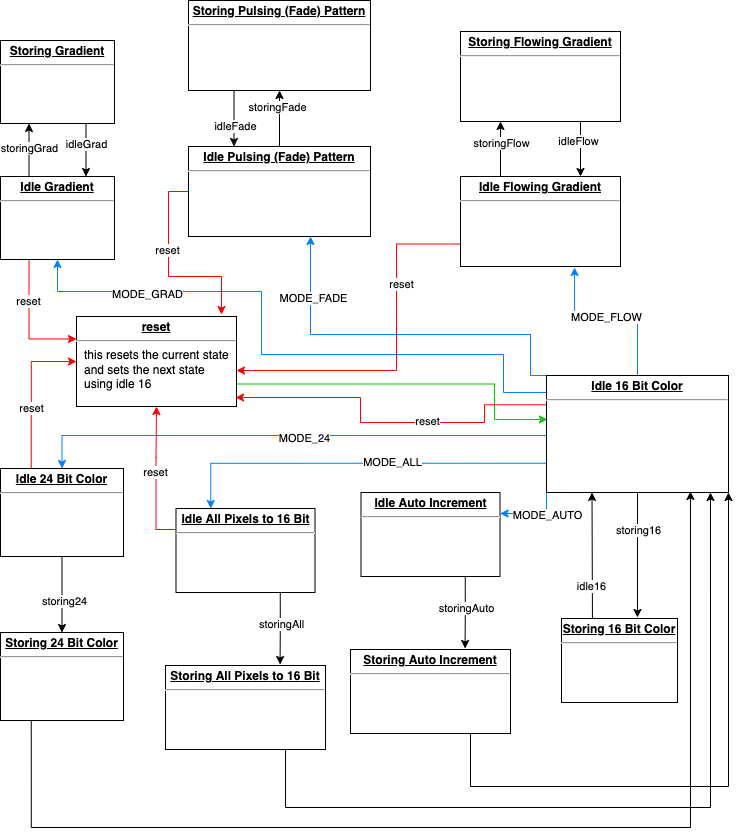 Storing Pulsing (Fade) Pattern
Storing Gradient
Storing Flowing Gradient
storingFade
idleFade
storingGrad
idleGrad
storingFlow
idleFlow
Idle Pulsing (Fade) Pattern
Idle Gradient
Idle Flowing Gradient
reset
reset
reset
MODE_GRAD
MODE_FADE
MODE_FLOW
reset
this resets the current state
and sets the next state
using idle 16
Idle 16 Bit Color
reset
reset
MODE_24
MODE_ALL
reset
Idle 24 Bit Color
Idle All Pixels to 16 Bit
Idle Auto Increment
MODE_AUTO
storing16
idle16
storing24
storingAll
storingAuto
Storing 16 Bit Color
Storing 24 Bit Color
Storing Auto Increment
Storing All Pixels to 16 Bit